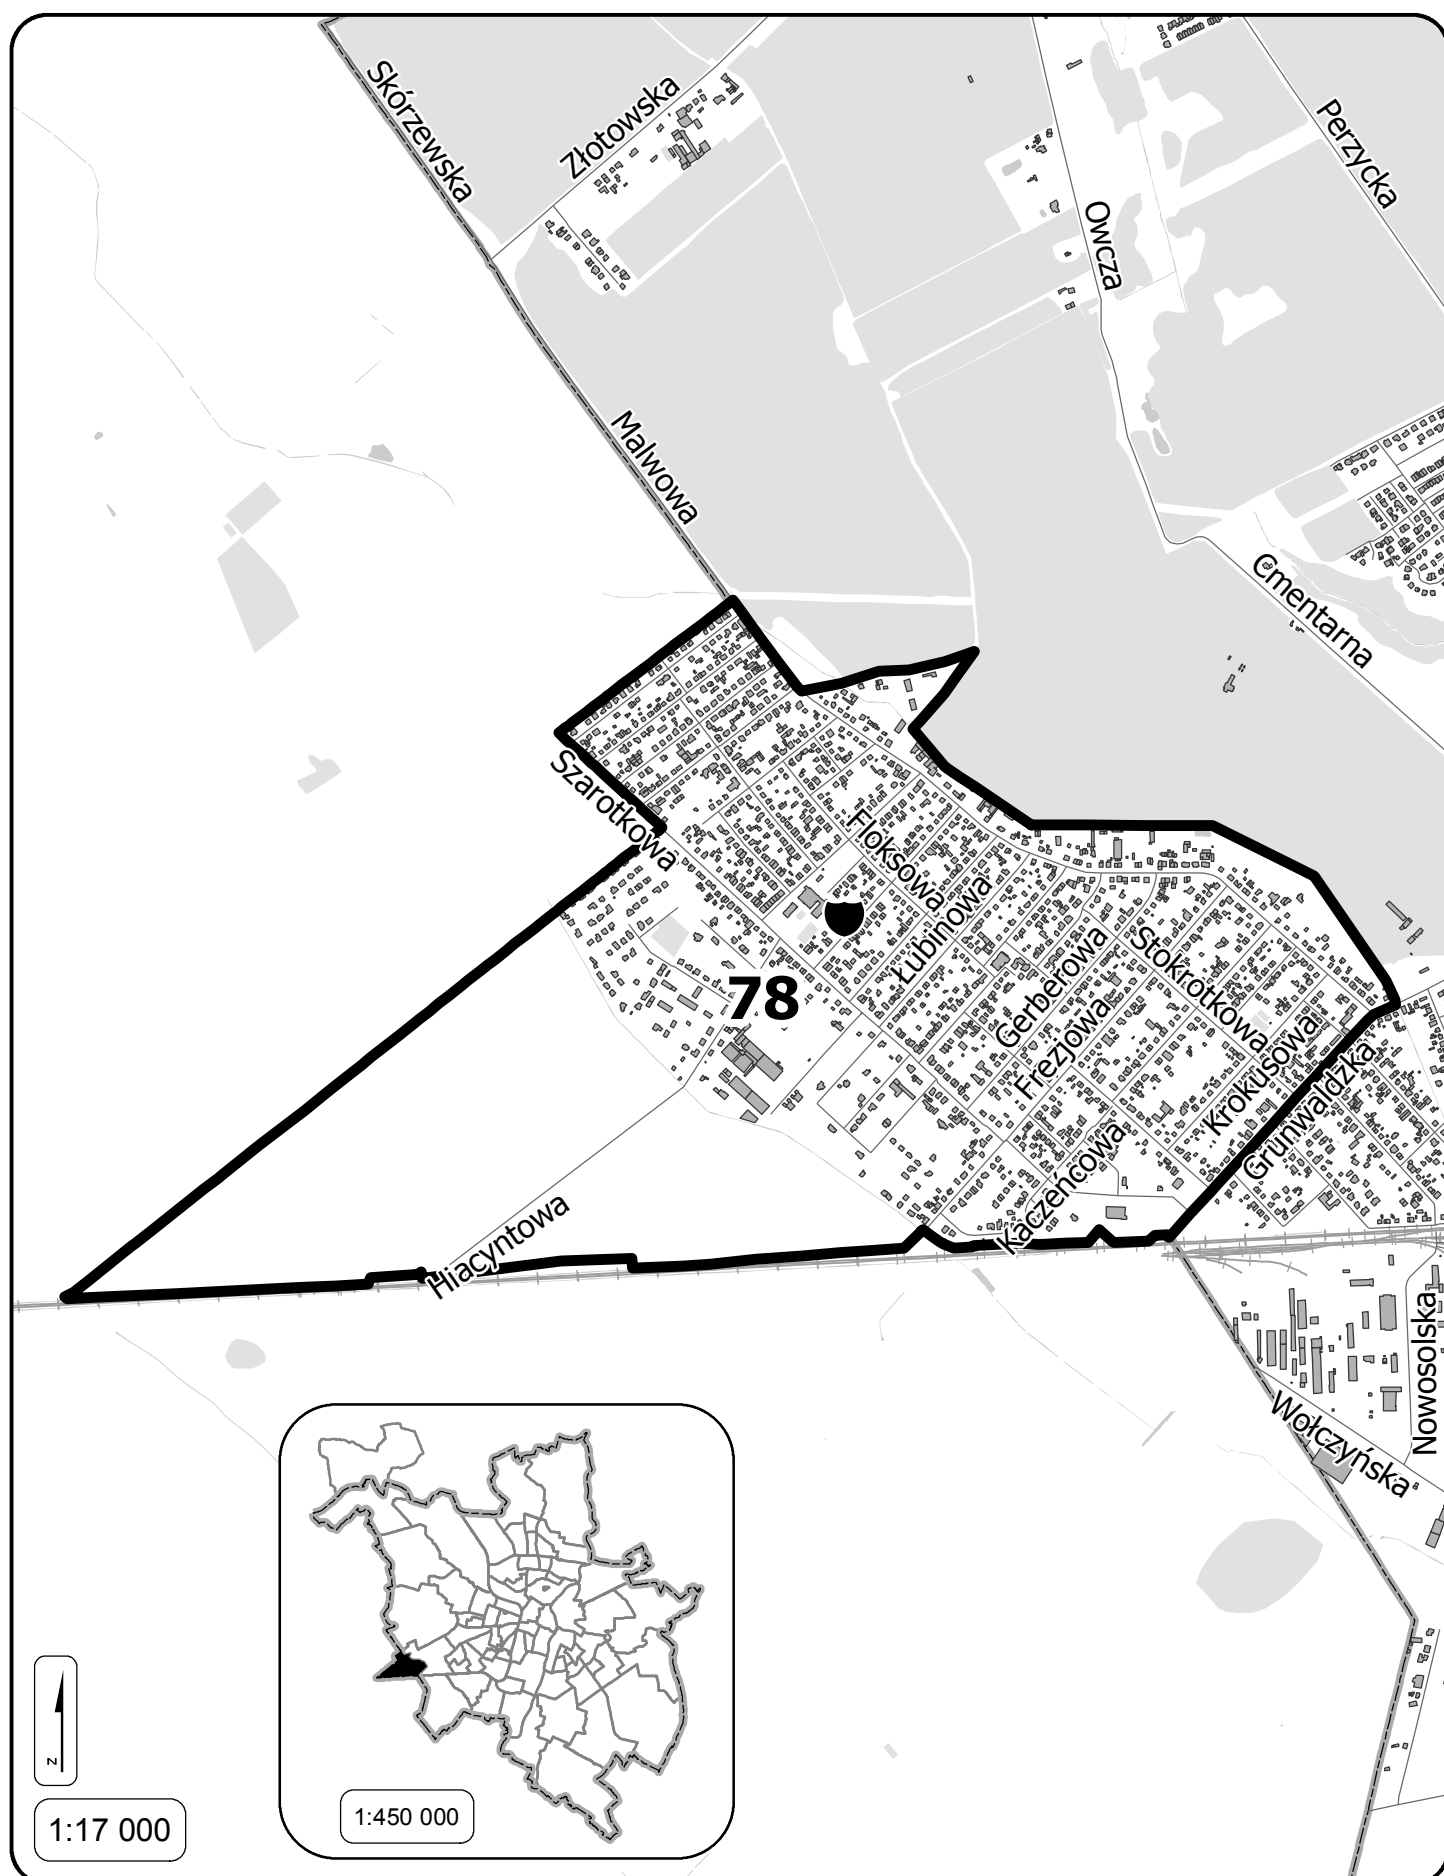 Skórzewska
Złotowska
Perzycka
Owcza
Malwowa
Cmentarna
Szarotkowa
Floksowa
Łubinowa
78
Gerberowa
Stokrotkowa
Frezjowa
Krokusowa
Grunwaldzka
Kaczeńcowa
Hiacyntowa
Nowosolska
Wołczyńska
N
1:17 000
1:450 000